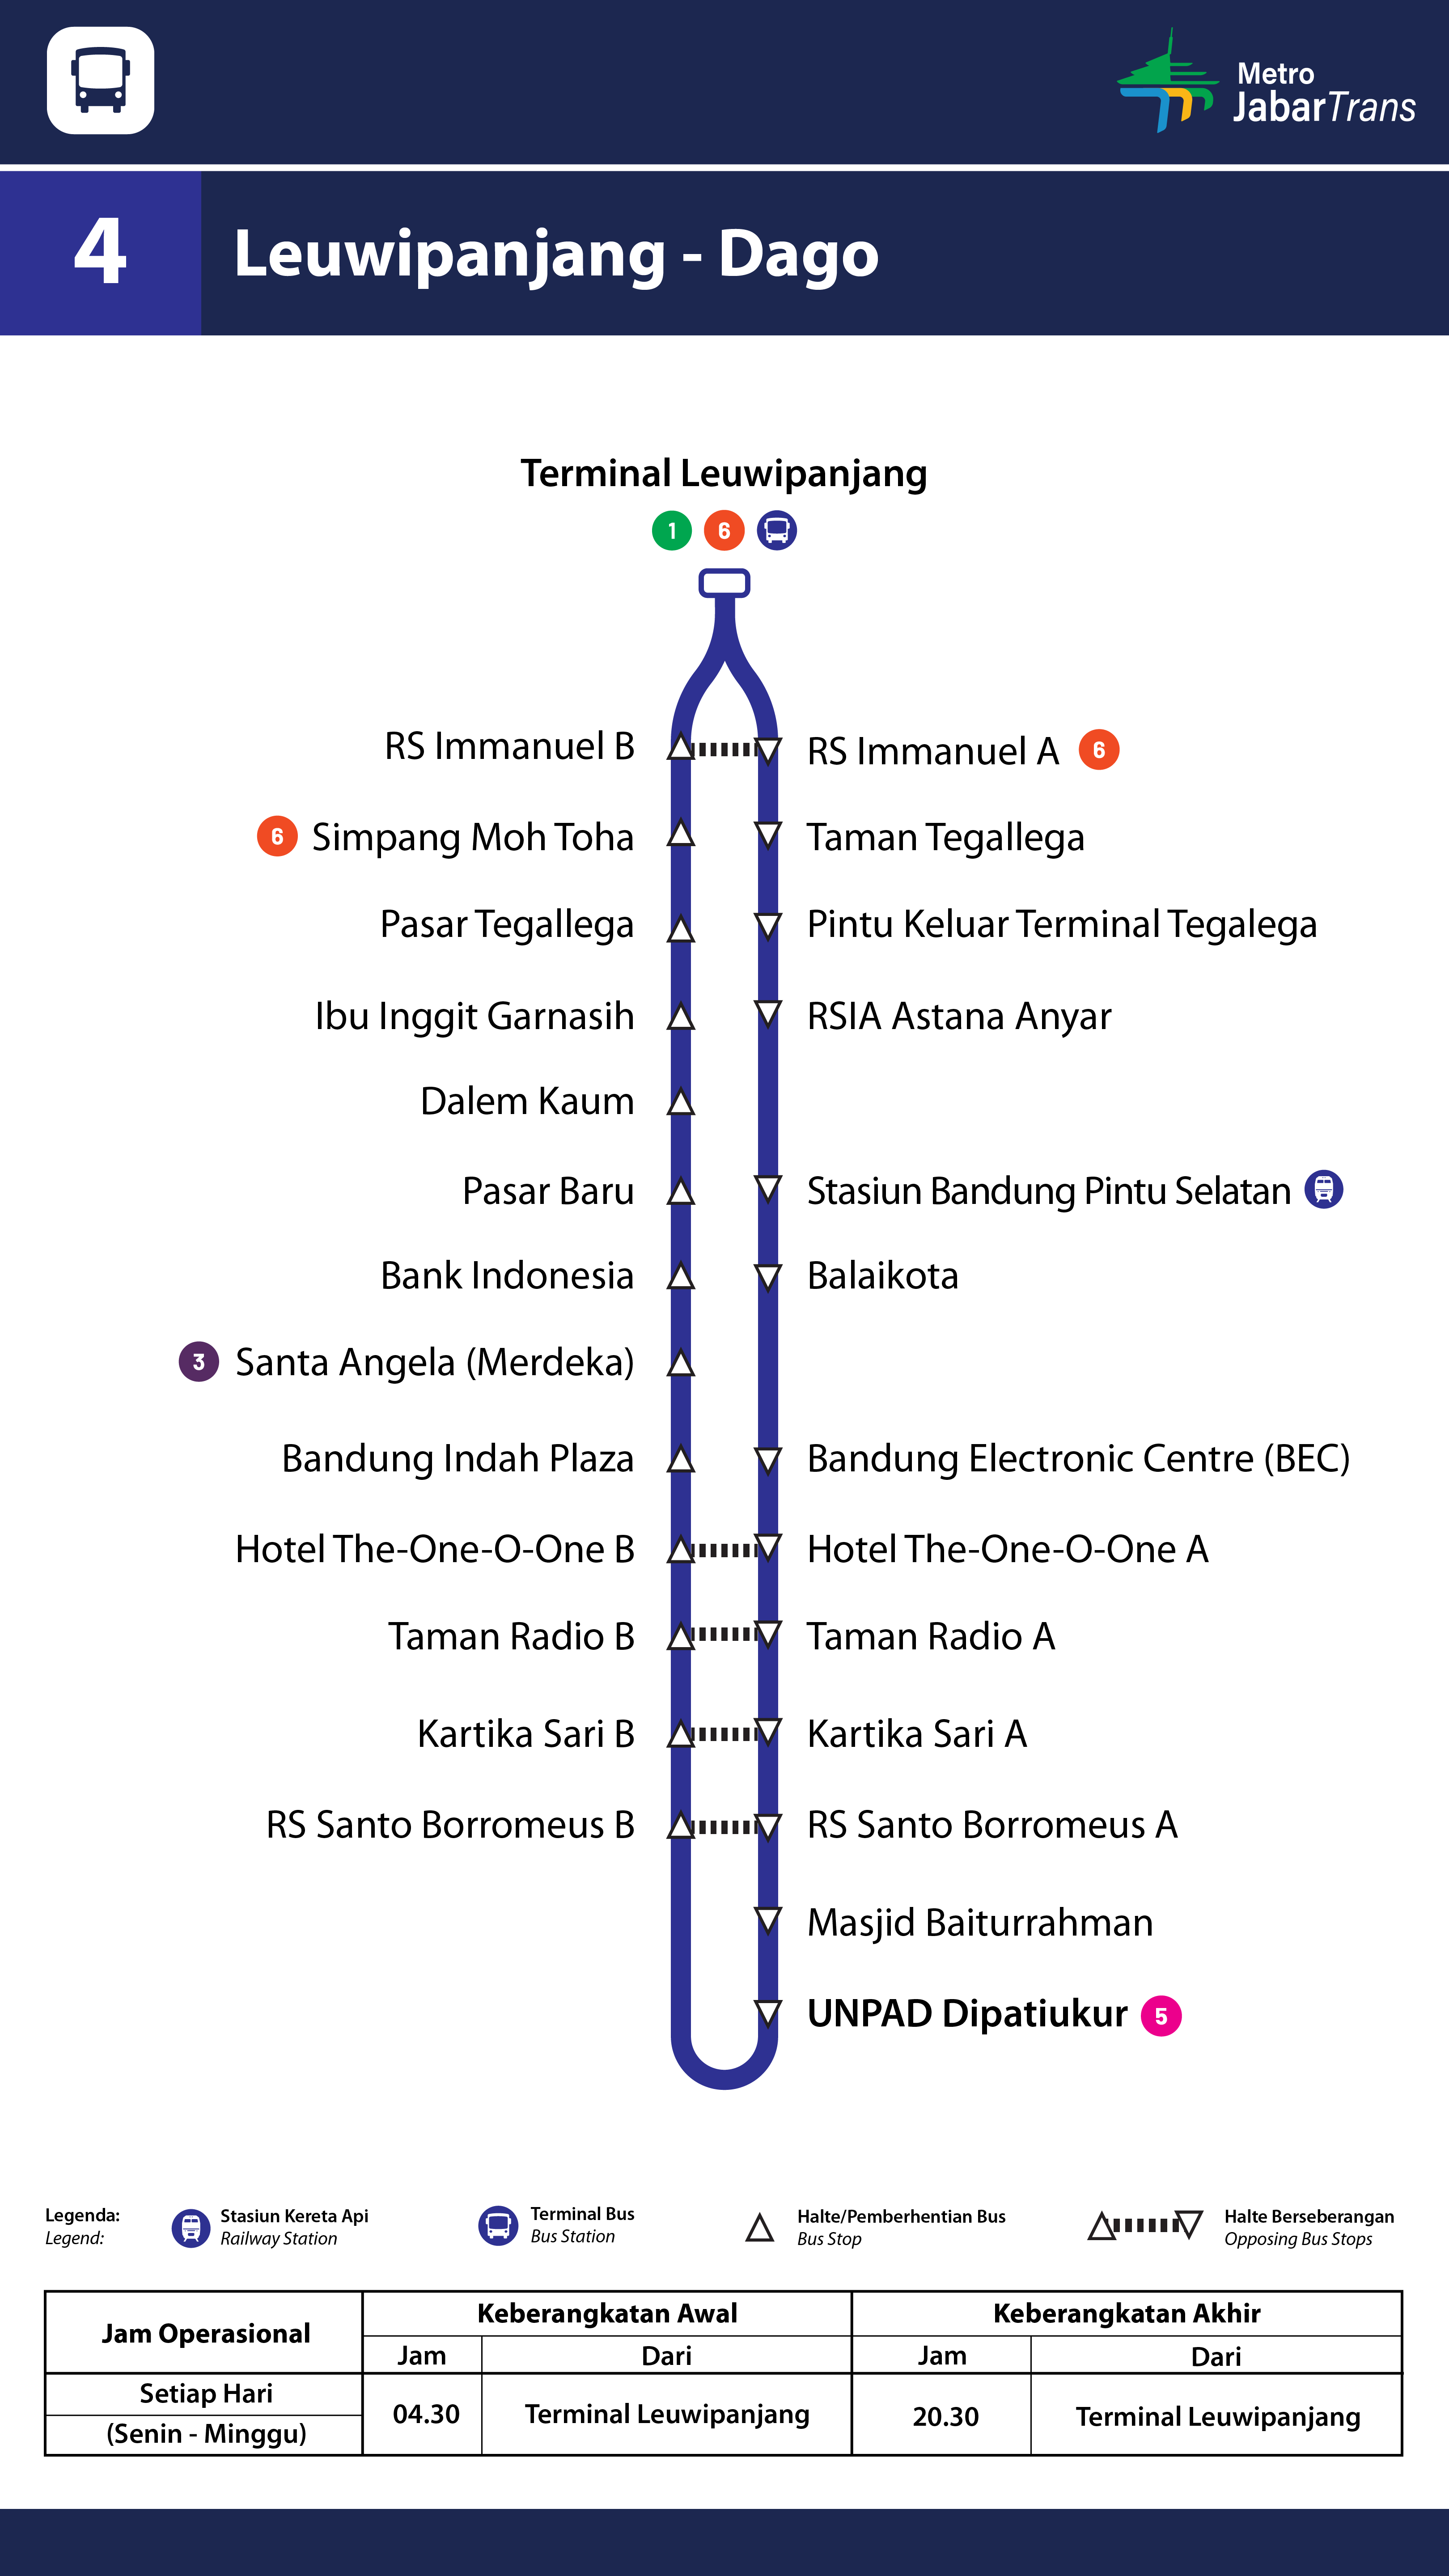 Metro
JabarTrans
4
Leuwipanjang - Dago
Terminal Leuwipanjang
1 6
RS Immanuel B
RS Immanuel A 6
6 Simpang Moh Toha
Taman Tegallega
Pasar Tegallega
Pintu Keluar Terminal Tegalega
Ibu Inggit Garnasih
RSIA Astana Anyar
Dalem Kaum
Pasar Baru
Stasiun Bandung Pintu Selatan
Bank Indonesia
Balaikota
3 Santa Angela (Merdeka)
Bandung Indah Plaza
Bandung Electronic Centre (BEC)
Hotel The-One-O-One B
Hotel The-One-O-One A
Taman Radio B
Taman Radio A
Kartika Sari B
Kartika Sari A
RS Santo Borromeus B
RS Santo Borromeus A
Masjid Baiturrahman
UNPAD Dipatiukur 5
Legenda:
Legend:
Stasiun Kereta Api
Railway Station
Terminal Bus
Bus Station
Halte/Pemberhentian Bus
Bus Stop
Halte Berseberangan
Opposing Bus Stops
Jam Operasional
Keberangkatan Awal
Keberangkatan Akhir
Jam
Dari
Jam
Dari
Setiap Hari
(Senin - Minggu)
04.30
Terminal Leuwipanjang
20.30
Terminal Leuwipanjang